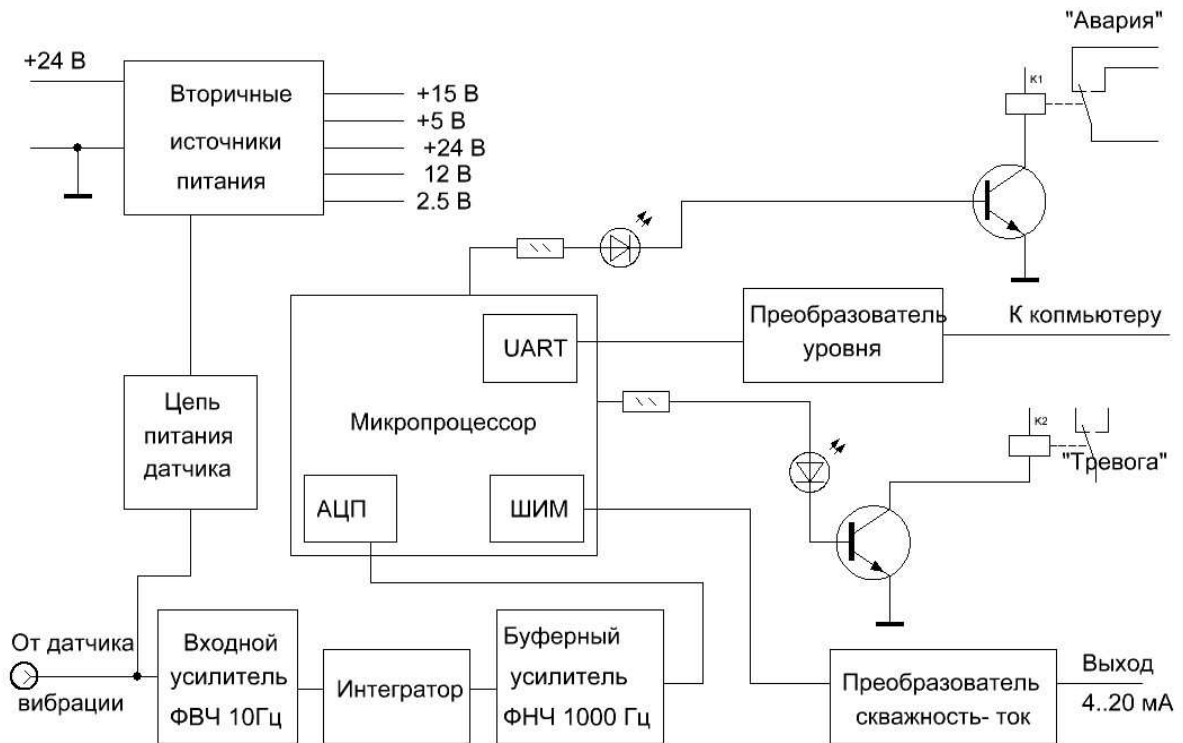 "Авария"
+24 В
Вторичные
источники
питания
+15 В
+5 В
+24 В
12 В
2.5 В
К1
Преобразователь
уровня
К копмьютеру
UART
Микропроцессор
АЦП
ШИМ
Цепь
питания
датчика
К2
"Тревога"
От датчика
вибрации
Входной
усилитель
ФВЧ 10Гц
Интегратор
Буферный
усилитель
ФНЧ 1000 Гц
Преобразователь
скважность- ток
Выход
4..20 мА